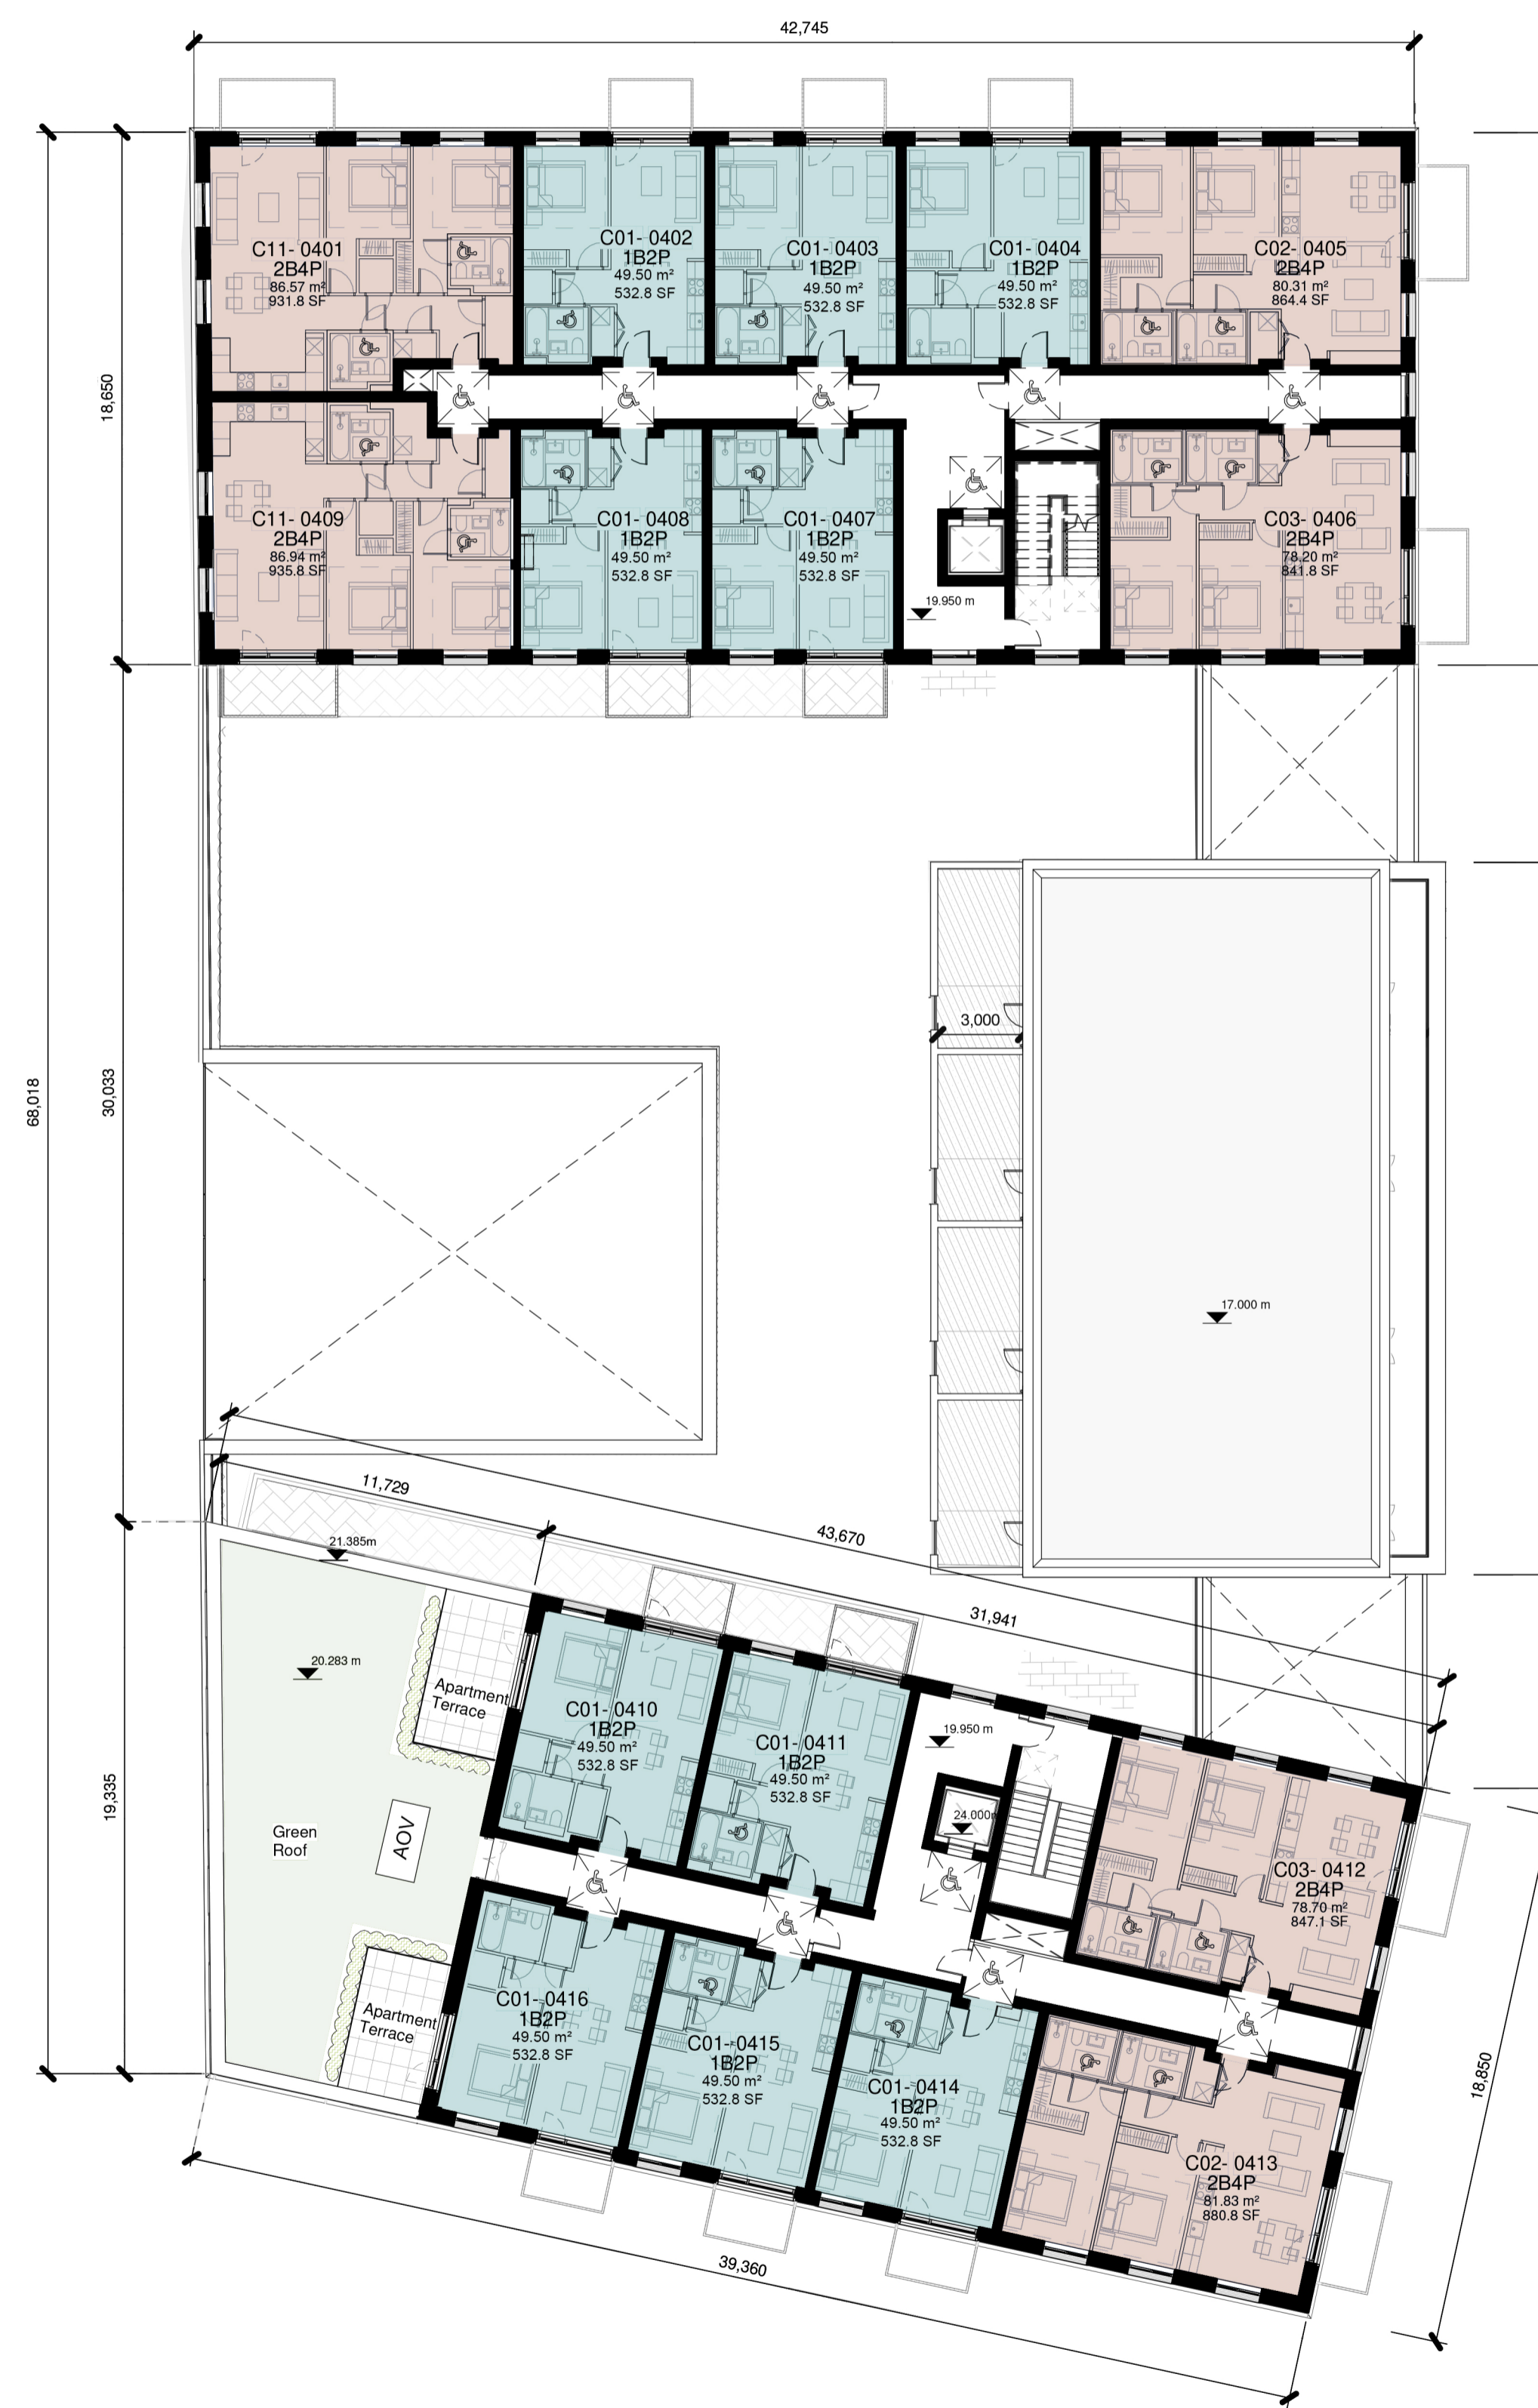 42,745
C11- 0401
2B4P
86.57 m²
931.8 SF
C01- 0402
1B2P
49.50 m²
532.8 SF
C01- 0403
1B2P
49.50 m²
532.8 SF
C01- 0404
1B2P
49.50 m²
532.8 SF
C02- 0405
2B4P
80.31 m²
864.4 SF
18,650
C11- 0409
2B4P
86.94 m²
935.8 SF
C01- 0408
1B2P
49.50 m²
532.8 SF
C01- 0407
1B2P
49.50 m²
532.8 SF
19.950 m
C03- 0406
2B4P
78.20 m²
841.8 SF
3,000
68,018
30,033
17.000 m
11,729
43,670
31,941
21.385m
20.283 m
Apartment
Terrace
C01- 0410
1B2P
49.50 m²
532.8 SF
C01- 0411
1B2P
49.50 m²
532.8 SF
19.950 m
24.000m
19,335
Green
Roof
AOV
C03- 0412
2B4P
78.70 m²
847.1 SF
Apartment
Terrace
C01- 0416
1B2P
49.50 m²
532.8 SF
C01- 0415
1B2P
49.50 m²
532.8 SF
C01- 0414
1B2P
49.50 m²
532.8 SF
C02- 0413
2B4P
81.83 m²
880.8 SF
18,850
39,360